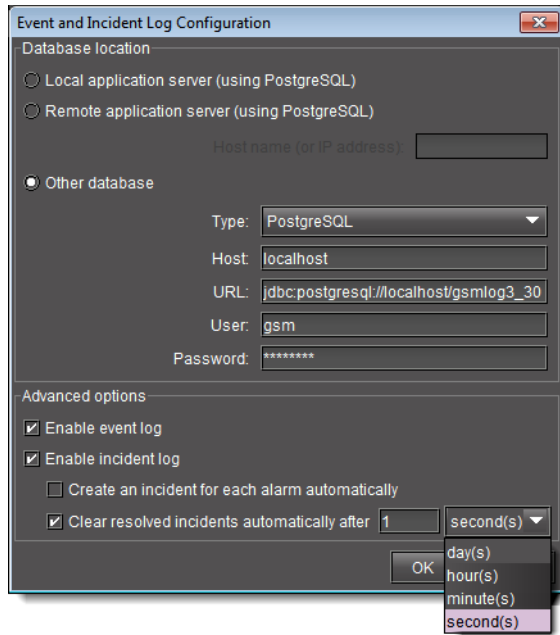 Event and Incident Log Configuration
Database location
Local application server (using PostgreSQL)
Remote application server (using PostgreSQL)
Host name (or IP address):
Other database
Type: PostgreSQL
Host: localhost
URL: jdbc:postgresql://localhost/gsmlog3_30
User: gsm
Password: ********
Advanced options
Enable event log
Enable incident log
Create an incident for each alarm automatically
Clear resolved incidents automatically after 1 second(s)
day(s)
hour(s)
minute(s)
second(s)
OK